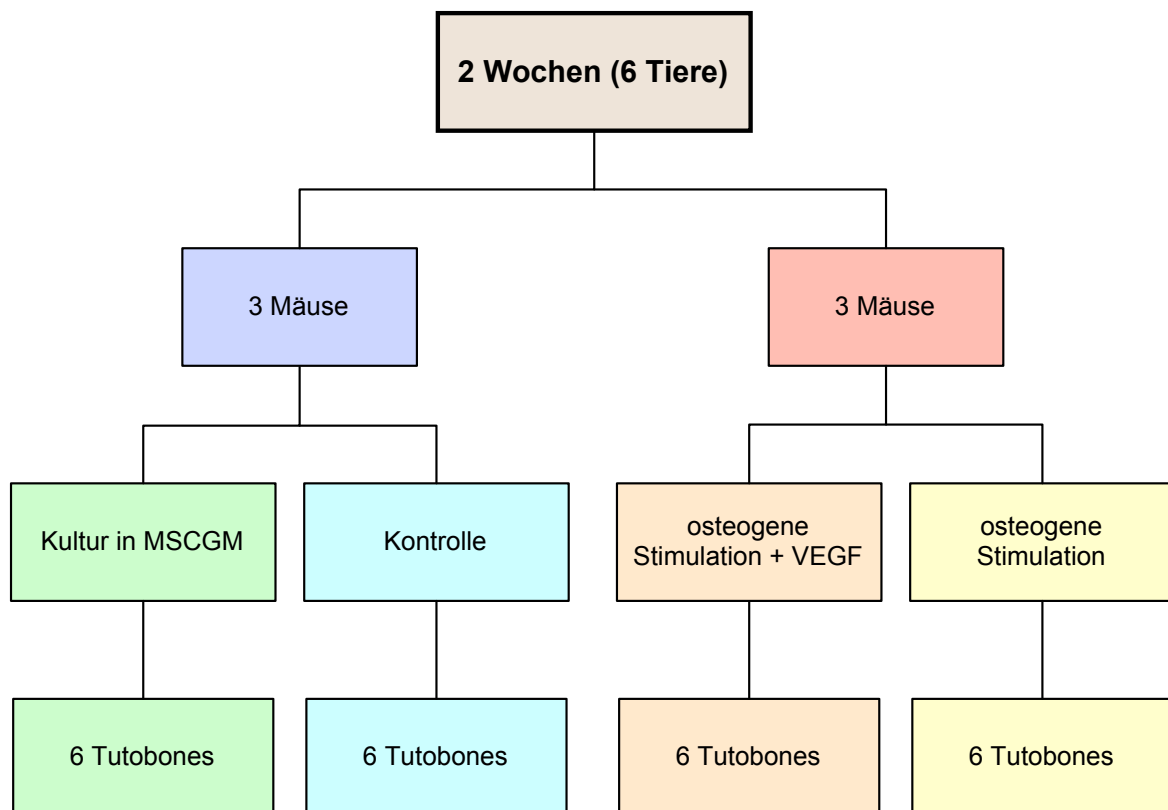 2 Wochen (6 Tiere)
3 Mäuse
3 Mäuse
Kultur in MSCGM
Kontrolle
osteogene
Stimulation + VEGF
osteogene
Stimulation
6 Tutobones
6 Tutobones
6 Tutobones
6 Tutobones